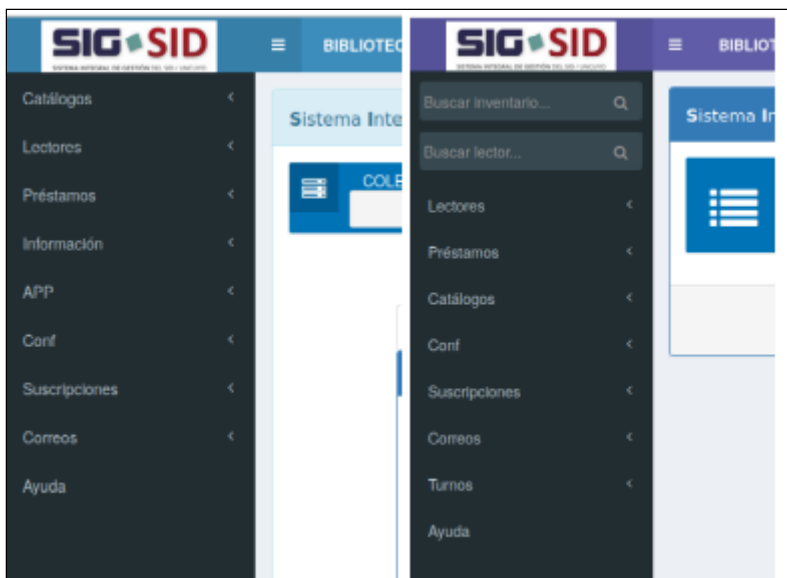 SIG SID
SISTEMA INTEGRAL DE GESTIÓN DEL SID / UNCUYO
BIBLIOTEC
Catálogos
Lectores
Préstamos
Información
APP
Conf
Suscripciones
Correos
Ayuda
Sistema Inte
COLE
SIG SID
SISTEMA INTEGRAL DE GESTIÓN DEL SID / UNCUYO
BIBLIOT
Buscar inventario...
Buscar lector...
Lectores
Préstamos
Catálogos
Conf
Suscripciones
Correos
Turnos
Ayuda
Sistema In